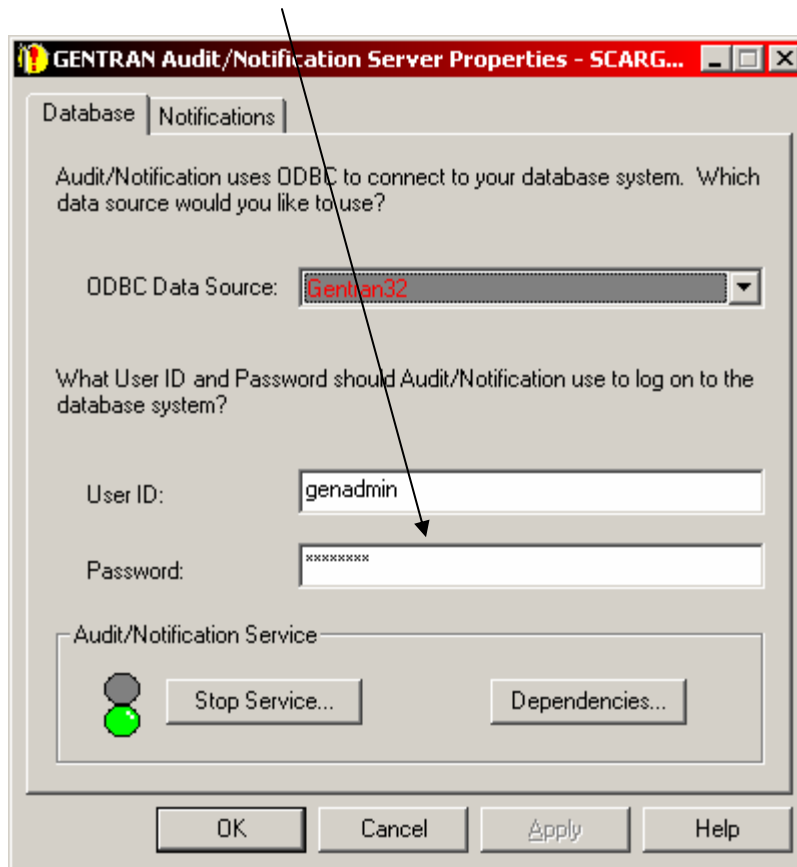 GENTRAN Audit/Notification Server Properties - SCARG...
Database
Notifications
Audit/Notification uses ODBC to connect to your database system. Which
data source would you like to use?
ODBC Data Source:
Gentran32
What User ID and Password should Audit/Notification use to log on to the
database system?
User ID:
genadmin
Password:
********
Audit/Notification Service
Stop Service...
Dependencies...
OK
Cancel
Apply
Help